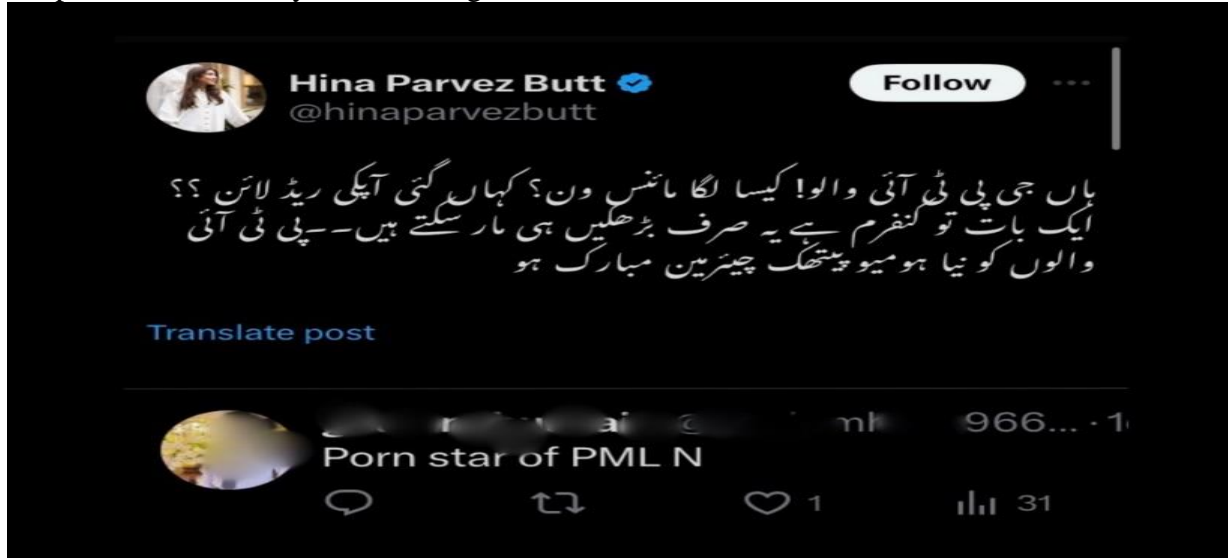 Hina Parvez Butt
Follow
@hinaparvezbutt
ہاں جی پی ٹی آئی والو! کیسا لگا مائنس ون؟ کہاں گئی آپکی ریڈ لائن ؟؟
ایک بات تو کنفرم ہے یہ صرف بڑھکیں ہی مار سکتے ہیں۔۔پی ٹی آئی
والوں کو نیا ہومیو پیتھک چیئرمین مبارک ہو
Translate post
966... · 1
Porn star of PML N
1
31